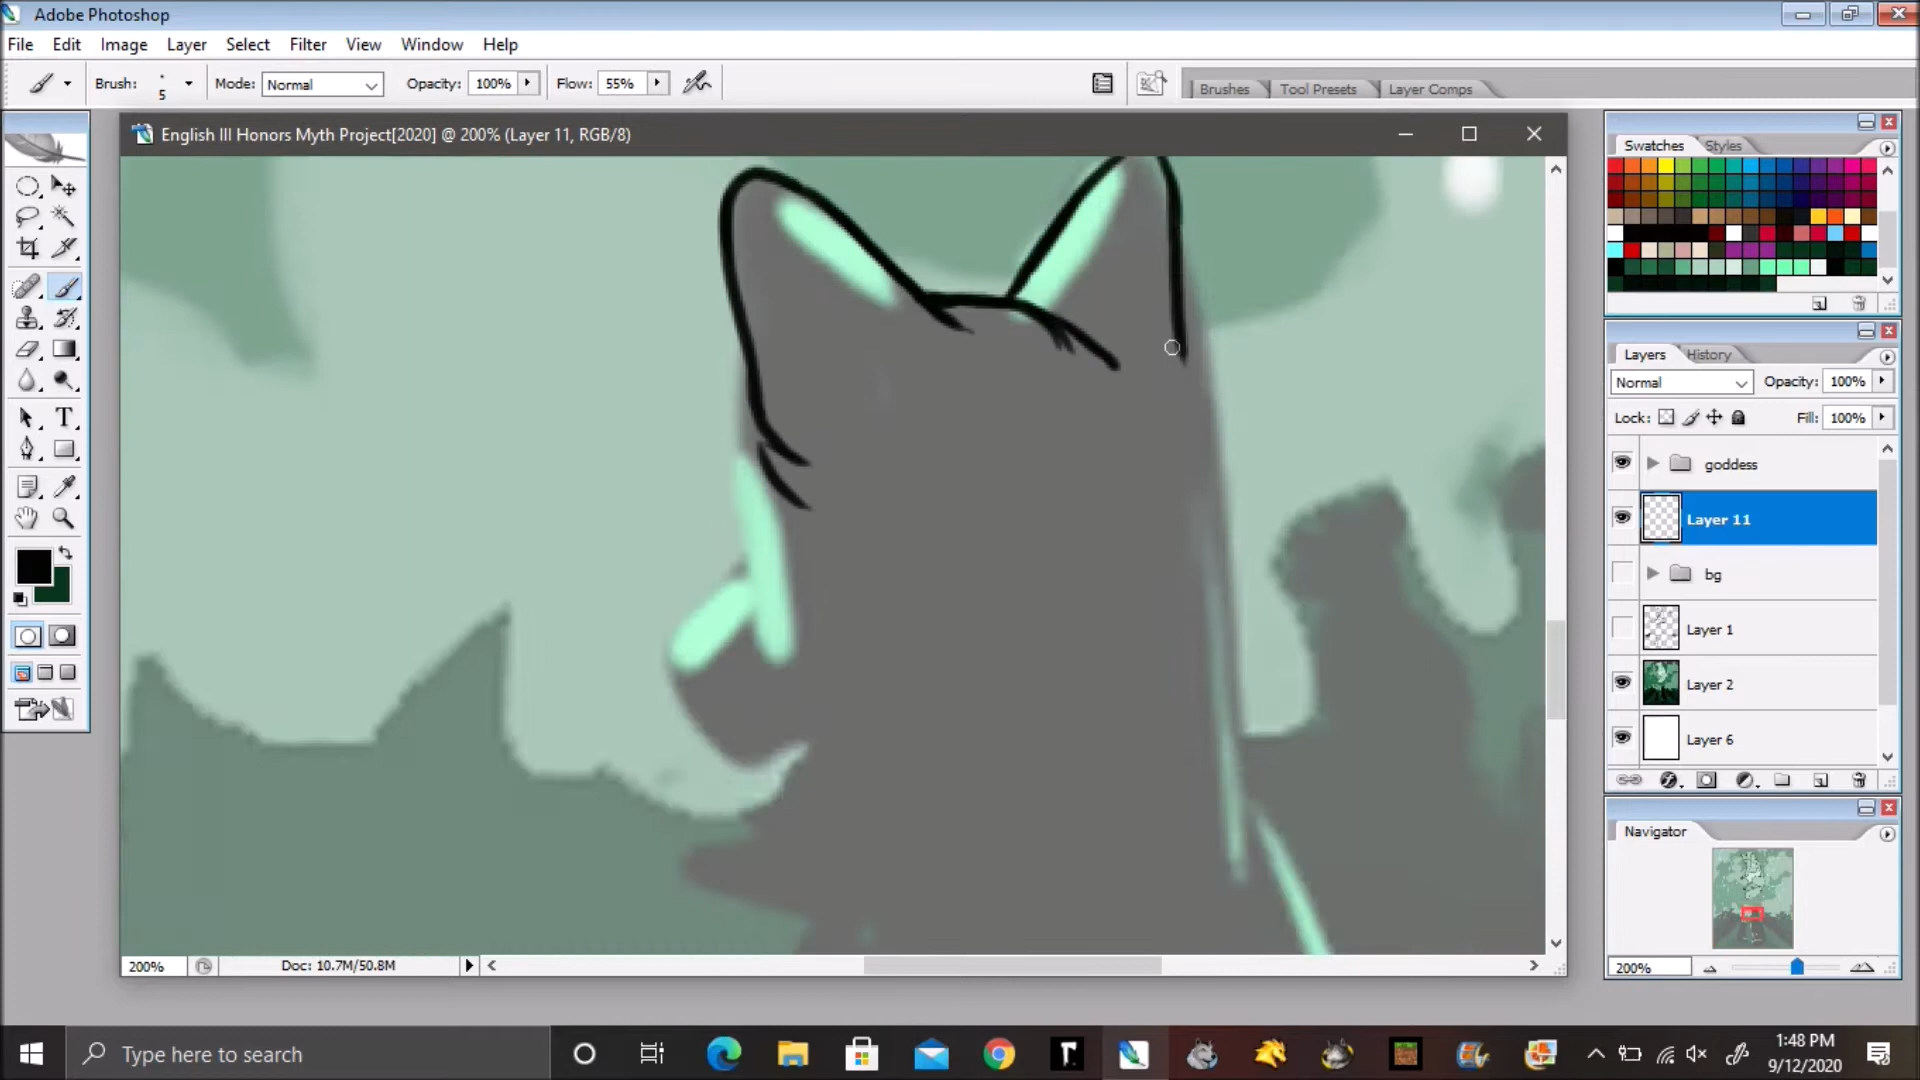 Adobe Photoshop
File Edit Image Layer Select Filter View Window Help
Brush: 5 Mode: Normal Opacity: 100% Flow: 55% Brushes Tool Presets Layer Comps
English III Honors Myth Project[2020] @ 200% (Layer 11, RGB/8)
Swatches Styles
Layers History
Normal Opacity: 100%
Lock: Fill: 100%
goddess
Layer 11
bg
Layer 1
Layer 2
Layer 6
Navigator
200%
200% Doc: 10.7M/50.8M
Type here to search
1:48 PM
9/12/2020